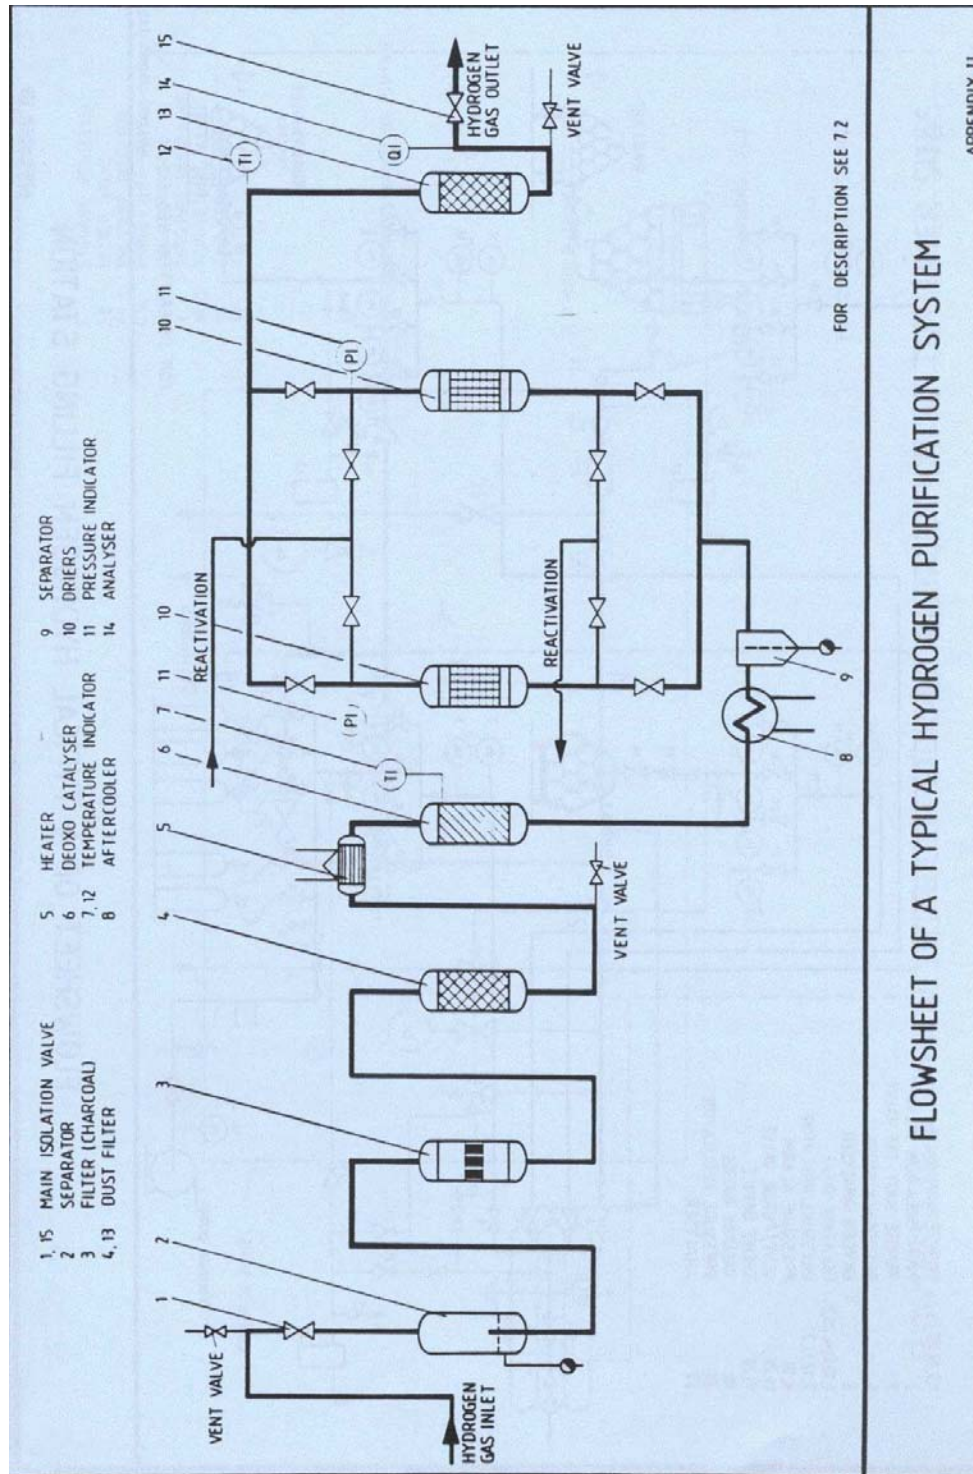 1, 15 MAIN ISOLATION VALVE
2 SEPARATOR
3 FILTER (CHARCOAL)
4, 13 DUST FILTER
5 HEATER
6 DEOXO CATALYSER
7, 12 TEMPERATURE INDICATOR
8 AFTERCOOLER
9 SEPARATOR
10 DRIERS
11 PRESSURE INDICATOR
14 ANALYSER
1
2
3
4
5
6
7
11
10
10
11
12
13
14
15
VENT VALVE
REACTIVATION
TI
TI
PI
PI
QI
HYDROGEN
GAS INLET
HYDROGEN
GAS OUTLET
VENT VALVE
REACTIVATION
VENT VALVE
8
9
FOR DESCRIPTION SEE 7.2
FLOWSHEET OF A TYPICAL HYDROGEN PURIFICATION SYSTEM
APPENDIX